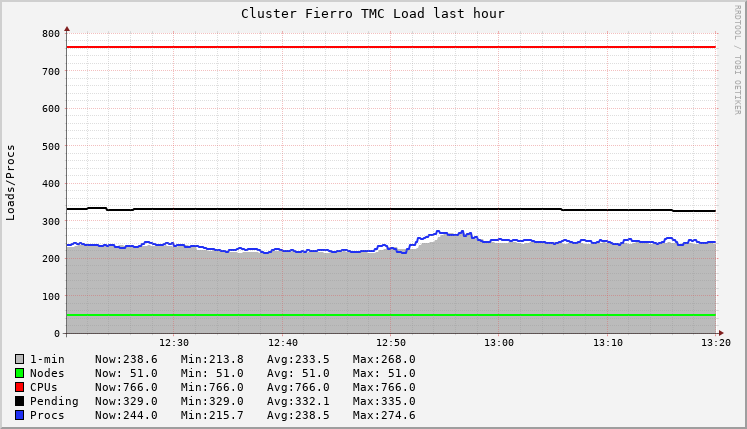 Cluster Fierro TMC Load last hour
RRDTOOL / TOBI OETIKER
Loads/Procs
800
700
600
500
400
300
200
100
0
12:30 12:40 12:50 13:00 13:10 13:20
1-min Now:238.6 Min:213.8 Avg:233.5 Max:268.0
Nodes Now: 51.0 Min: 51.0 Avg: 51.0 Max: 51.0
CPUs Now:766.0 Min:766.0 Avg:766.0 Max:766.0
Pending Now:329.0 Min:329.0 Avg:332.1 Max:335.0
Procs Now:244.0 Min:215.7 Avg:238.5 Max:274.6